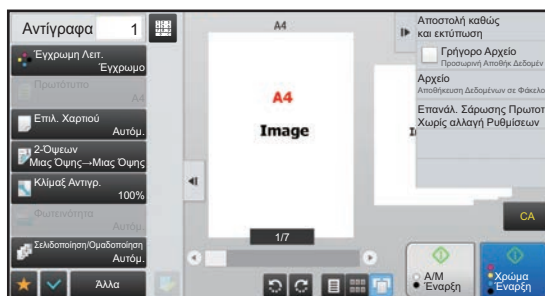 Αντίγραφα 1
Έγχρωμη Λειτ.
Έγχρωμο
Πρωτότυπο
A4
Επιλ. Χαρτιού
Αυτόμ.
2-Όψεων
Μιας Όψης→Μιας Όψης
Κλίμαξ Αντιγρ.
100%
Φωτεινότητα
Αυτόμ.
Σελιδοποίηση/Ομαδοποίηση
Αυτόμ.
Άλλα
A4
A4
Image
1/7
Αποστολή καθώς
και εκτύπωση
Γρήγορο Αρχείο
Προσωρινή Αποθήκ Δεδομέν
Αρχείο
Αποθήκευση Δεδομένων σε Φάκελο
Επανάλ. Σάρωσης Πρωτοτ
Χωρίς αλλαγή Ρυθμίσεων
CA
Α/Μ
Έναρξη
Χρώμα
Έναρξη